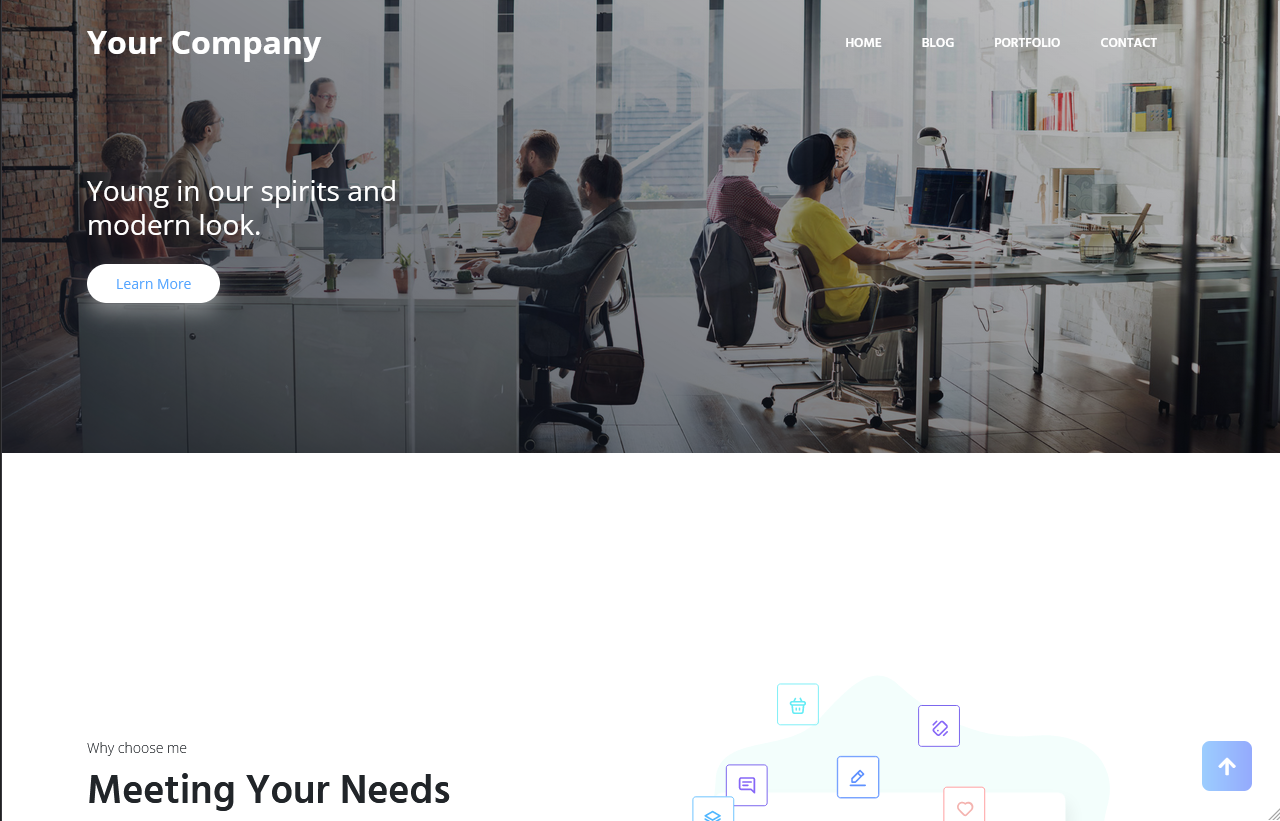 Your Company
HOME BLOG PORTFOLIO CONTACT
Young in our spirits and
modern look.
Learn More
Why choose me
Meeting Your Needs